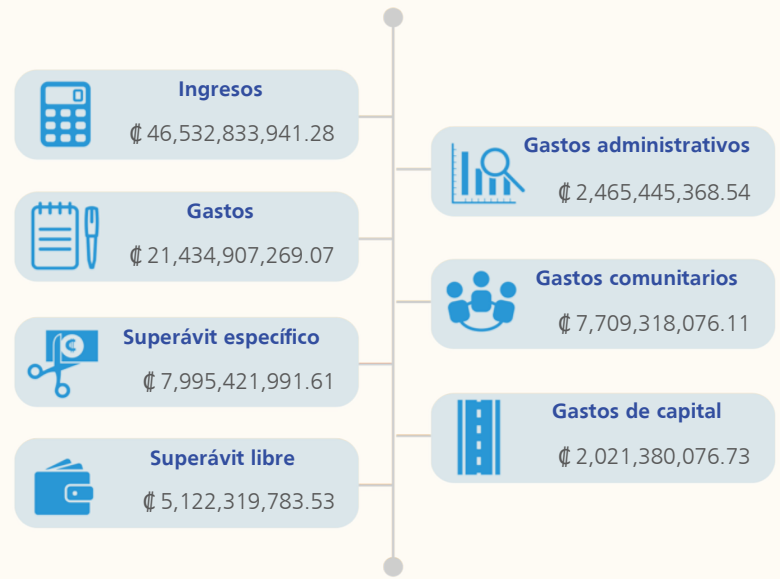 Ingresos
₡ 46,532,833,941.28
Gastos
₡ 21,434,907,269.07
Superávit específico
₡ 7,995,421,991.61
Superávit libre
₡ 5,122,319,783.53
Gastos administrativos
₡ 2,465,445,368.54
Gastos comunitarios
₡ 7,709,318,076.11
Gastos de capital
₡ 2,021,380,076.73